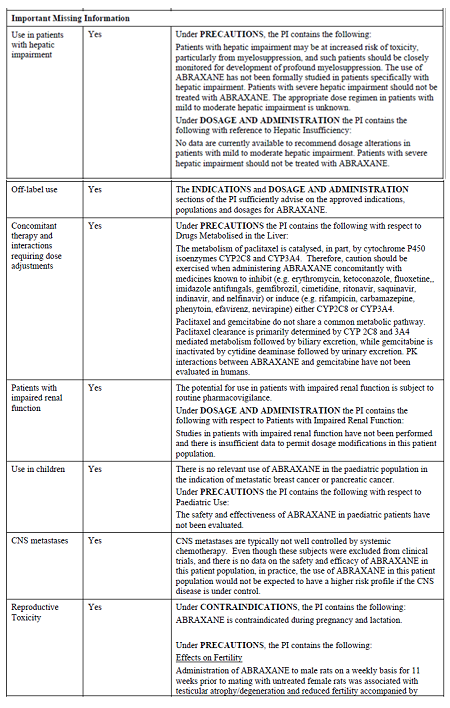 Important Missing Information
Use in patients
with hepatic
impairment
Yes
Under PRECAUTIONS, the PI contains the following:
Patients with hepatic impairment may be at increased risk of toxicity,
particularly from myelosuppression, and such patients should be closely
monitored for development of profound myelosuppression. The use of
ABRAXANE has not been formally studied in patients specifically with
hepatic impairment. Patients with severe hepatic impairment should not be
treated with ABRAXANE. The appropriate dose regimen in patients with
mild to moderate hepatic impairment is unknown.
Under DOSAGE AND ADMINISTRATION the PI contains the
following with reference to Hepatic Insufficiency:
No data are currently available to recommend dosage alterations in
patients with mild to moderate hepatic impairment. Patients with severe
hepatic impairment should not be treated with ABRAXANE.
Off-label use
Yes
The INDICATIONS and DOSAGE AND ADMINISTRATION
sections of the PI sufficiently advise on the approved indications,
populations and dosages for ABRAXANE.
Concomitant
therapy and
interactions
requiring dose
adjustments
Yes
Under PRECAUTIONS the PI contains the following with respect to
Drugs Metabolised in the Liver:
The metabolism of paclitaxel is catalysed, in part, by cytochrome P450
isoenzymes CYP2C8 and CYP3A4.  Therefore, caution should be
exercised when administering ABRAXANE concomitantly with
medicines known to inhibit (e.g. erythromycin, ketoconazole, fluoxetine,,
imidazole antifungals, gemfibrozil, cimetidine, ritonavir, saquinavir,
indinavir, and nelfinavir) or induce (e.g. rifampicin, carbamazepine,
phenytoin, efavirenz, nevirapine) either CYP2C8 or CYP3A4.
Paclitaxel and gemcitabine do not share a common metabolic pathway.
Paclitaxel clearance is primarily determined by CYP 2C8 and 3A4
mediated metabolism followed by biliary excretion, while gemcitabine is
inactivated by cytidine deaminase followed by urinary excretion. PK
interactions between ABRAXANE and gemcitabine have not been
evaluated in humans.
Patients with
impaired renal
function
Yes
The potential for use in patients with impaired renal function is subject to
routine pharmacovigilance.
Under DOSAGE AND ADMINISTRATION the PI contains the
following with respect to Patients with Impaired Renal Function:
Studies in patients with impaired renal function have not been performed
and there is insufficient data to permit dosage modifications in this patient
population.
Use in children
Yes
There is no relevant use of ABRAXANE in the paediatric population in
the indication of metastatic breast cancer or pancreatic cancer.
Under PRECAUTIONS the PI contains the following with respect to
Paediatric Use:
The safety and effectiveness of ABRAXANE in paediatric patients have
not been evaluated.
CNS metastases
Yes
CNS metastases are typically not well controlled by systemic
chemotherapy.  Even though these subjects were excluded from clinical
trials, and there is no data on the safety and efficacy of ABRAXANE in
this patient population, in practice, the use of ABRAXANE in this patient
population would not be expected to have a higher risk profile if the CNS
disease is under control.
Reproductive
Toxicity
Yes
Under CONTRAINDICATIONS, the PI contains the following:
ABRAXANE is contraindicated during pregnancy and lactation.
Under PRECAUTIONS, the PI contains the following:
Effects on Fertility
Administration of ABRAXANE to male rats on a weekly basis for 11
weeks prior to mating with untreated female rats was associated with
testicular atrophy/degeneration and reduced fertility accompanied by